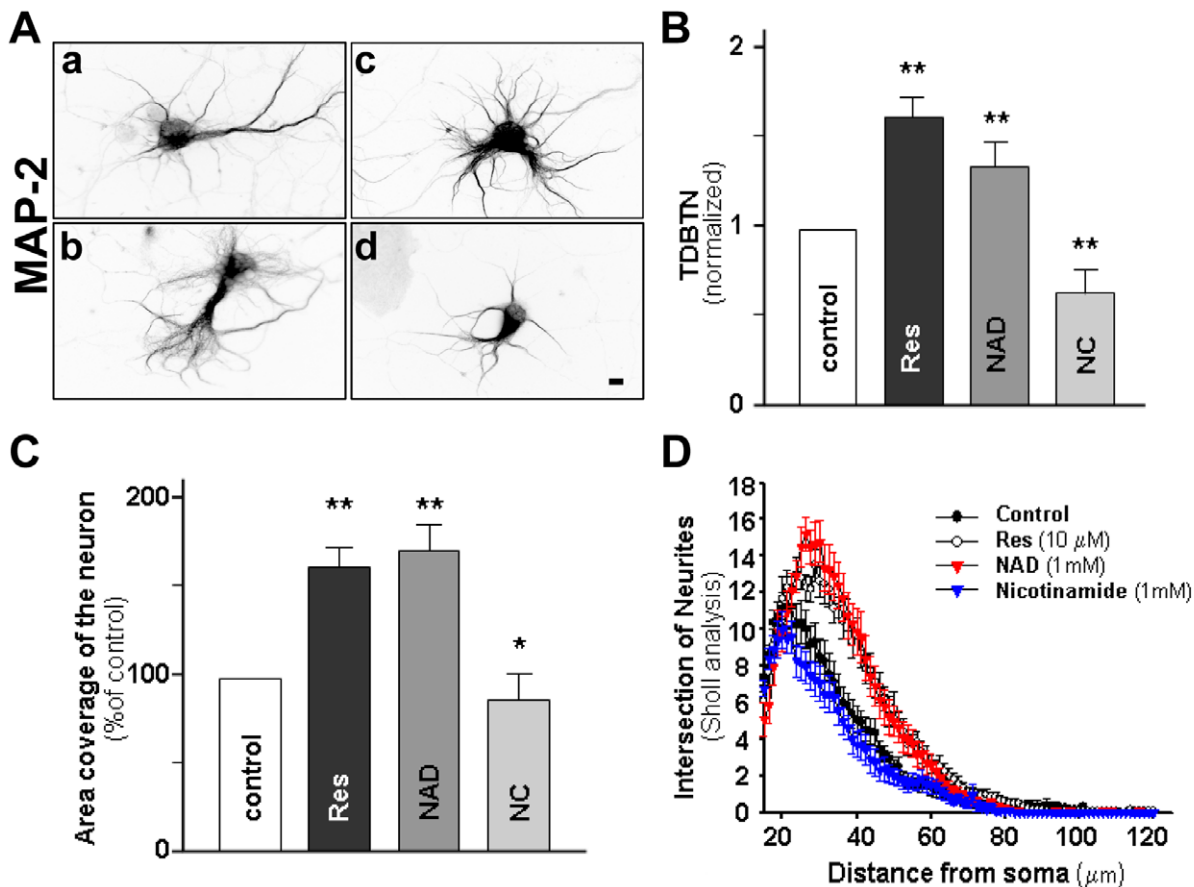 A
MAP-2
a
c
b
d
B
TDBTN
(normalized)
2
1
0
**
**
**
control
Res
NAD
NC
C
Area coverage of the neuron
(%of control)
200
100
0
**
**
*
control
Res
NAD
NC
D
Intersection of Neurites
(Sholl analysis)
18
16
14
12
10
8
6
4
2
0
Control
Res (10 μM)
NAD (1mM)
Nicotinamide (1mM)
20 40 60 80 100 120
Distance from soma (μm)